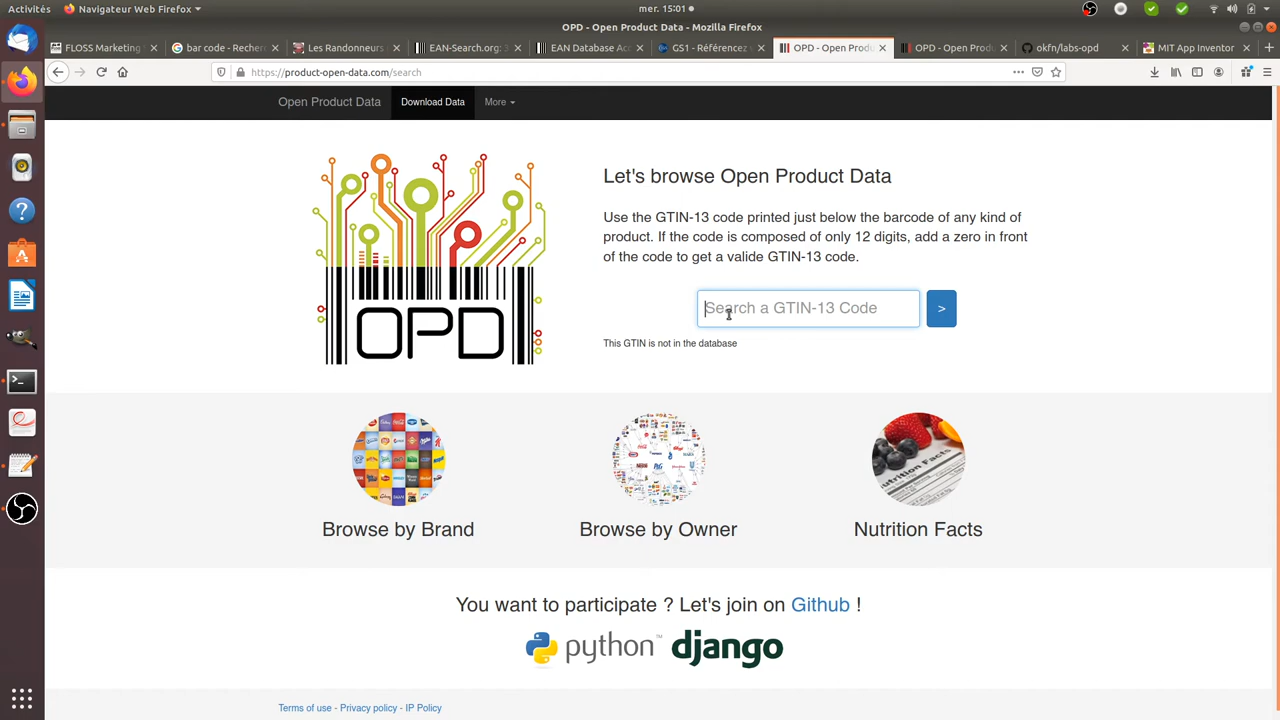 Activités
Navigateur Web Firefox
mer. 15:01
OPD - Open Product Data - Mozilla Firefox
FLOSS Marketing
bar code - Recher
Les Randonneurs
EAN-Search.org:
EAN Database Ac
GS1 - Référencez v
OPD - Open Produ
OPD - Open Produ
okfn/labs-opd
MIT App Inventor
https://product-open-data.com/search
Open Product Data
Download Data
More
Let's browse Open Product Data
Use the GTIN-13 code printed just below the barcode of any kind of
product. If the code is composed of only 12 digits, add a zero in front
of the code to get a valide GTIN-13 code.
Search a GTIN-13 Code
>
This GTIN is not in the database
OPD
Browse by Brand
Browse by Owner
Nutrition Facts
You want to participate ? Let's join on Github !
python™ django
Terms of use - Privacy policy - IP Policy